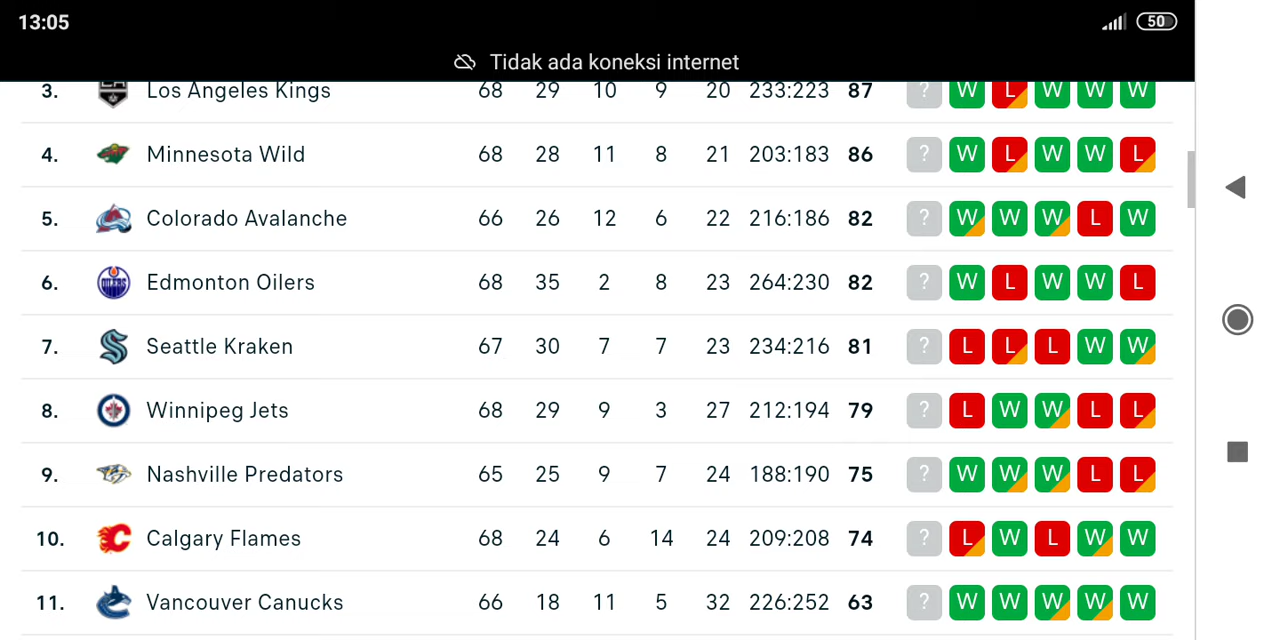 13:05 50
Tidak ada koneksi internet
3. Los Angeles Kings 68 29 10 9 20 233:223 87 ? W L W W W
4. Minnesota Wild 68 28 11 8 21 203:183 86 ? W L W W L
5. Colorado Avalanche 66 26 12 6 22 216:186 82 ? W W W L W
6. Edmonton Oilers 68 35 2 8 23 264:230 82 ? W L W W L
7. Seattle Kraken 67 30 7 7 23 234:216 81 ? L L L W W
8. Winnipeg Jets 68 29 9 3 27 212:194 79 ? L W W L L
9. Nashville Predators 65 25 9 7 24 188:190 75 ? W W W L L
10. Calgary Flames 68 24 6 14 24 209:208 74 ? L W L W W
11. Vancouver Canucks 66 18 11 5 32 226:252 63 ? W W W W W